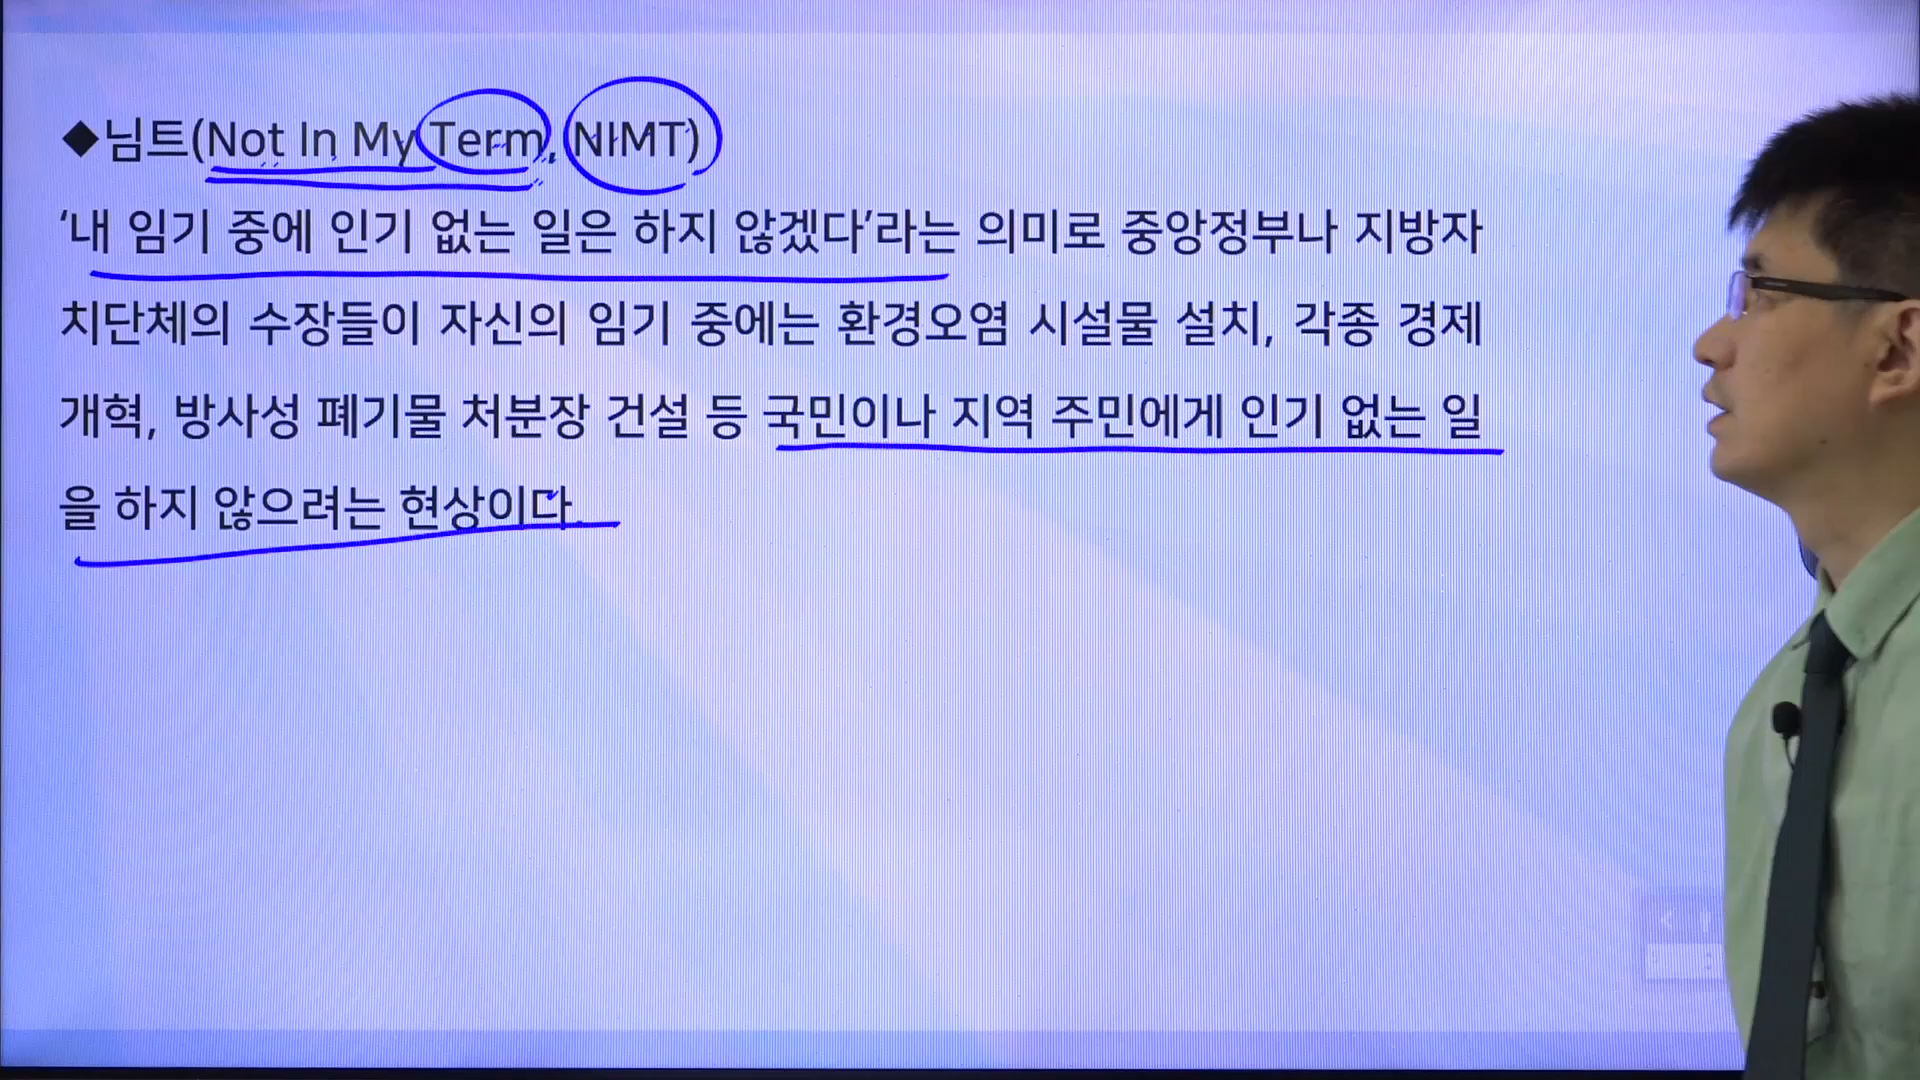 ◆님트(Not In My Term, NIMT)
‘내 임기 중에 인기 없는 일은 하지 않겠다’라는 의미로 중앙정부나 지방자
치단체의 수장들이 자신의 임기 중에는 환경오염 시설물 설치, 각종 경제
개혁, 방사성 폐기물 처분장 건설 등 국민이나 지역 주민에게 인기 없는 일
을 하지 않으려는 현상이다.